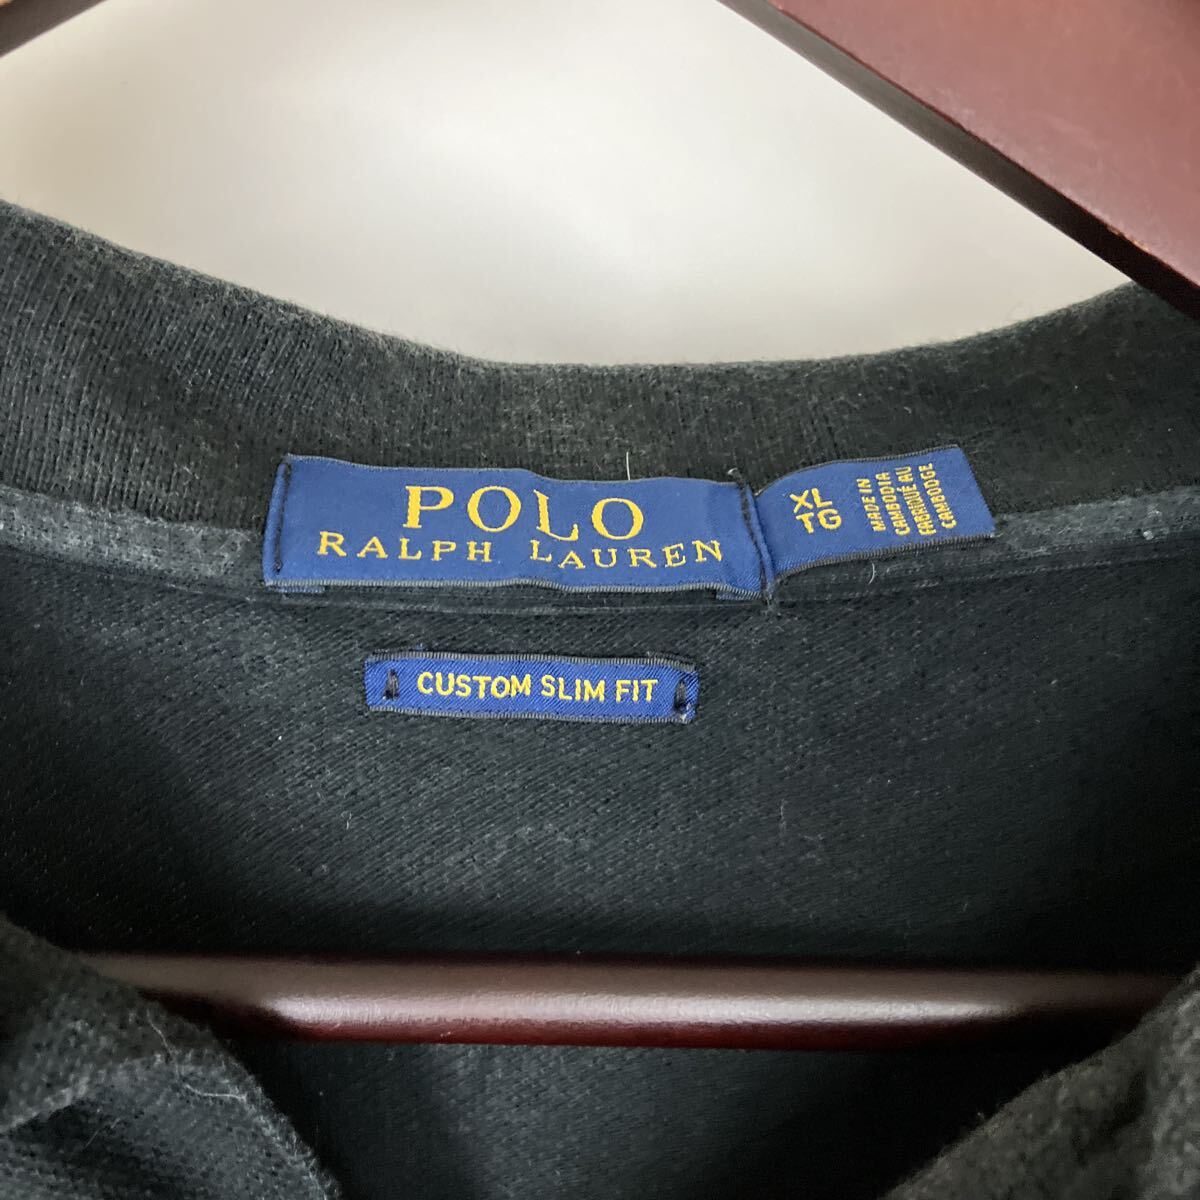 POLO
RALPH LAUREN
XL
TG
MADE IN
CAMBODIA
FABRIQUÉ AU
CAMBODGE
CUSTOM SLIM FIT